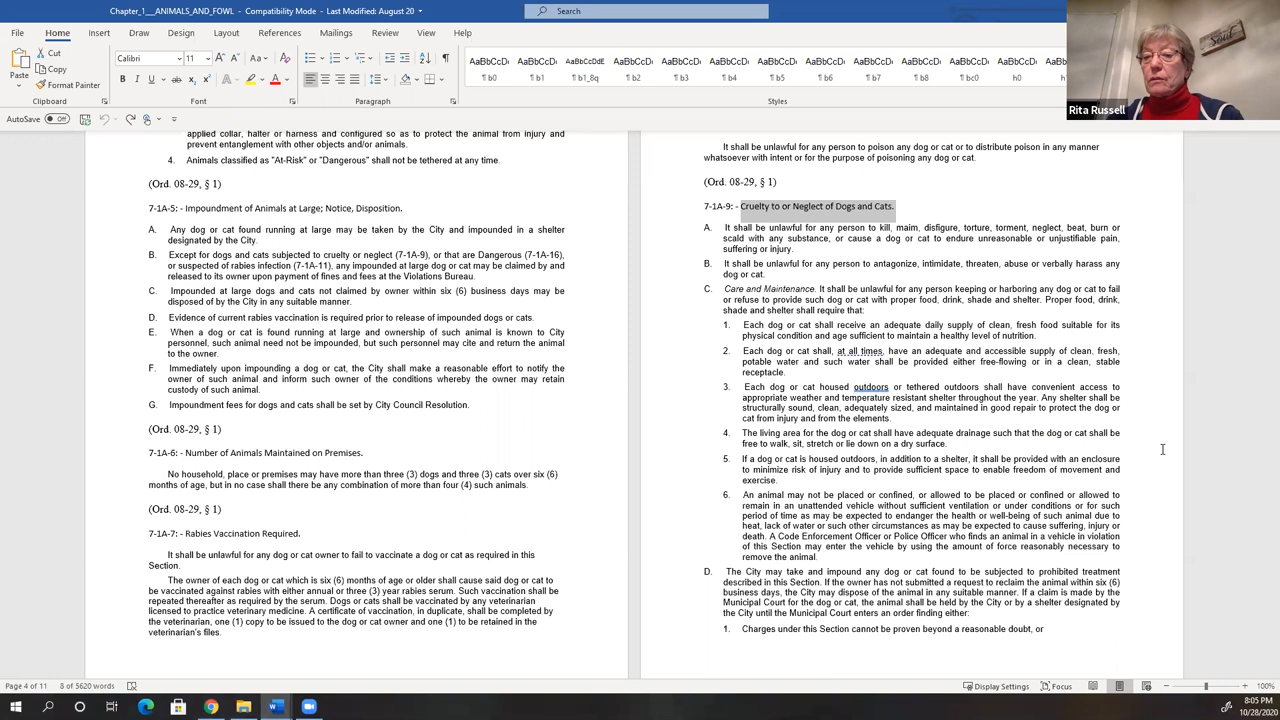 Chapter_1___ANIMALS_AND_FOWL - Compatibility Mode - Last Modified: August 20
Search
File Home Insert Draw Design Layout References Mailings Review View Help
Paste
Cut
Copy
Format Painter
Clipboard
Calibri 11
Font
Paragraph
AaBbCcDc AaBbCcDc AaBbCcDdE AaBbCcDc AaBbCcDc AaBbCcDc AaBbCcDc AaBbCcDc AaBbCcDc AaBbCcDc AaBbCcDc AaBbCcDc
¶ b0 ¶ b1 ¶ b1_8q ¶ b2 ¶ b3 ¶ b4 ¶ b5 ¶ b6 ¶ b7 ¶ b8 ¶ bc0 h0
Styles
Soul
Rita Russell
AutoSave Off
applied collar, halter or harness and configured so as to protect the animal from injury and
prevent entanglement with other objects and/or animals.
4. Animals classified as "At-Risk" or "Dangerous" shall not be tethered at any time.
(Ord. 08-29, § 1)
7-1A-5: - Impoundment of Animals at Large; Notice, Disposition.
A. Any dog or cat found running at large may be taken by the City and impounded in a shelter
designated by the City.
B. Except for dogs and cats subjected to cruelty or neglect (7-1A-9), or that are Dangerous (7-1A-16),
or suspected of rabies infection (7-1A-11), any impounded at large dog or cat may be claimed by and
released to its owner upon payment of fines and fees at the Violations Bureau.
C. Impounded at large dogs and cats not claimed by owner within six (6) business days may be
disposed of by the City in any suitable manner.
D. Evidence of current rabies vaccination is required prior to release of impounded dogs or cats.
E. When a dog or cat is found running at large and ownership of such animal is known to City
personnel, such animal need not be impounded, but such personnel may cite and return the animal
to the owner.
F. Immediately upon impounding a dog or cat, the City shall make a reasonable effort to notify the
owner of such animal and inform such owner of the conditions whereby the owner may retain
custody of such animal.
G. Impoundment fees for dogs and cats shall be set by City Council Resolution.
(Ord. 08-29, § 1)
7-1A-6: - Number of Animals Maintained on Premises.
No household, place or premises may have more than three (3) dogs and three (3) cats over six (6)
months of age, but in no case shall there be any combination of more than four (4) such animals.
(Ord. 08-29, § 1)
7-1A-7: - Rabies Vaccination Required.
It shall be unlawful for any dog or cat owner to fail to vaccinate a dog or cat as required in this
Section.
The owner of each dog or cat which is six (6) months of age or older shall cause said dog or cat to
be vaccinated against rabies with either annual or three (3) year rabies serum. Such vaccination shall be
repeated thereafter as required by the serum. Dogs or cats shall be vaccinated by any veterinarian
licensed to practice veterinary medicine. A certificate of vaccination, in duplicate, shall be completed by
the veterinarian, one (1) copy to be issued to the dog or cat owner and one (1) to be retained in the
veterinarian's files.
It shall be unlawful for any person to poison any dog or cat or to distribute poison in any manner
whatsoever with intent or for the purpose of poisoning any dog or cat.
(Ord. 08-29, § 1)
7-1A-9: - Cruelty to or Neglect of Dogs and Cats.
A. It shall be unlawful for any person to kill, maim, disfigure, torture, torment, neglect, beat, burn or
scald with any substance, or cause a dog or cat to endure unreasonable or unjustifiable pain,
suffering or injury.
B. It shall be unlawful for any person to antagonize, intimidate, threaten, abuse or verbally harass any
dog or cat.
C. Care and Maintenance. It shall be unlawful for any person keeping or harboring any dog or cat to fail
or refuse to provide such dog or cat with proper food, drink, shade and shelter. Proper food, drink,
shade and shelter shall require that:
1. Each dog or cat shall receive an adequate daily supply of clean, fresh food suitable for its
physical condition and age sufficient to maintain a healthy level of nutrition.
2. Each dog or cat shall, at all times, have an adequate and accessible supply of clean, fresh,
potable water and such water shall be provided either free-flowing or in a clean, stable
receptacle.
3. Each dog or cat housed outdoors or tethered outdoors shall have convenient access to
appropriate weather and temperature resistant shelter throughout the year. Any shelter shall be
structurally sound, clean, adequately sized, and maintained in good repair to protect the dog or
cat from injury and from the elements.
4. The living area for the dog or cat shall have adequate drainage such that the dog or cat shall be
free to walk, sit, stretch or lie down on a dry surface.
5. If a dog or cat is housed outdoors, in addition to a shelter, it shall be provided with an enclosure
to minimize risk of injury and to provide sufficient space to enable freedom of movement and
exercise.
6. An animal may not be placed or confined, or allowed to be placed or confined or allowed to
remain in an unattended vehicle without sufficient ventilation or under conditions or for such
period of time as may be expected to endanger the health or well-being of such animal due to
heat, lack of water or such other circumstances as may be expected to cause suffering, injury or
death. A Code Enforcement Officer or Police Officer who finds an animal in a vehicle in violation
of this Section may enter the vehicle by using the amount of force reasonably necessary to
remove the animal.
D. The City may take and impound any dog or cat found to be subjected to prohibited treatment
described in this Section. If the owner has not submitted a request to reclaim the animal within six (6)
business days, the City may dispose of the animal in any suitable manner. If a claim is made by the
Municipal Court for the dog or cat, the animal shall be held by the City or by a shelter designated by
the City until the Municipal Court enters an order finding either:
1. Charges under this Section cannot be proven beyond a reasonable doubt, or
Page 4 of 11 8 of 5620 words
Display Settings Focus 100%
8:05 PM
10/28/2020